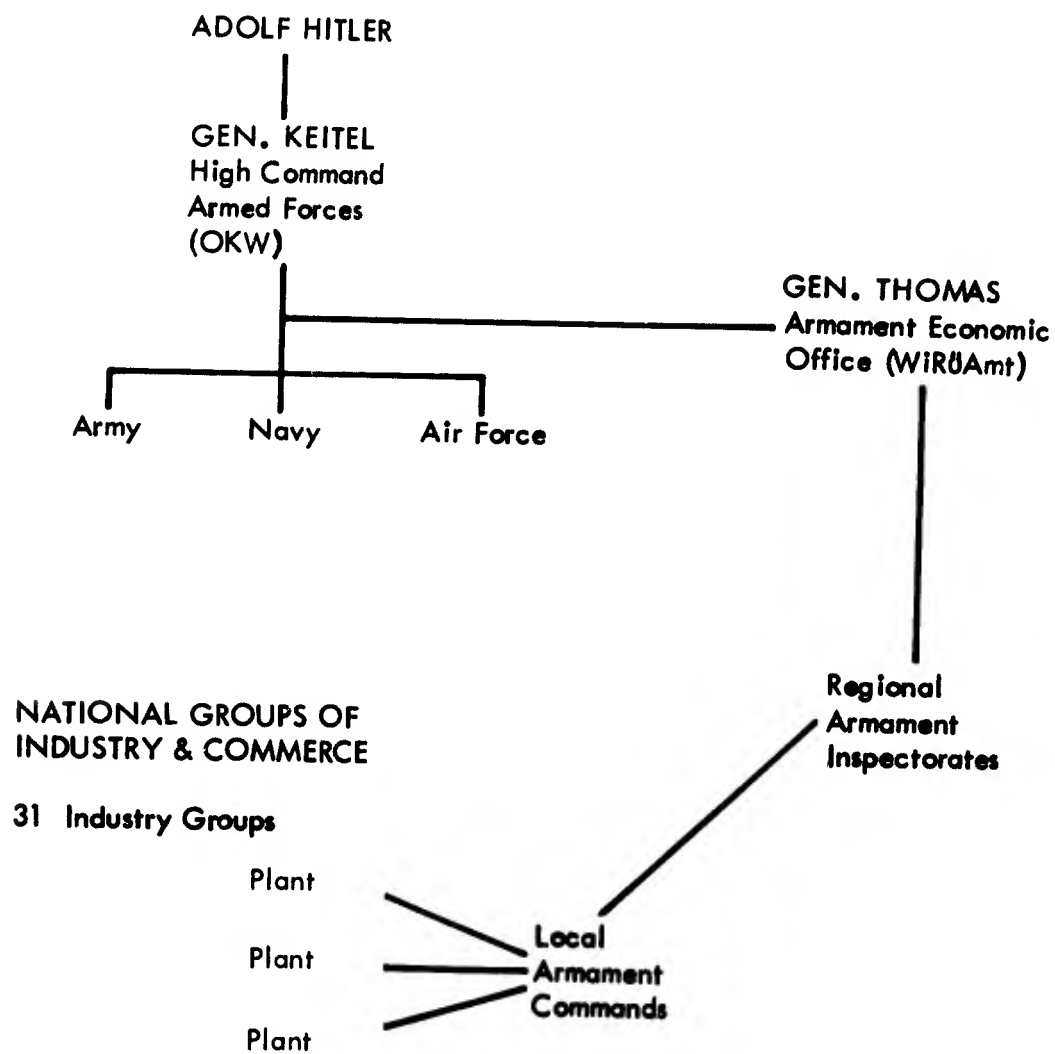 ADOLF HITLER
GEN. KEITEL
High Command
Armed Forces
(OKW)
GEN. THOMAS
Armament Economic
Office (WiRüAmt)
Army
Navy
Air Force
Regional
Armament
Inspectorates
NATIONAL GROUPS OF
INDUSTRY & COMMERCE
31 Industry Groups
Plant
Plant
Plant
Local
Armament
Commands